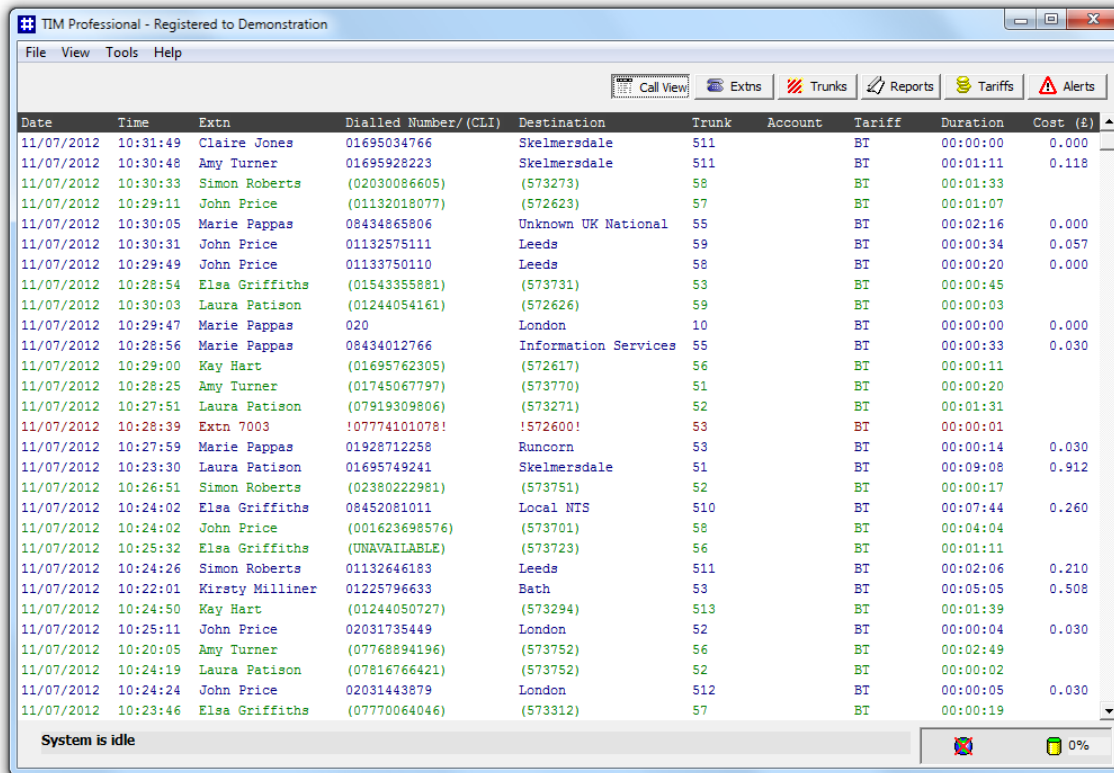 TIM Professional - Registered to Demonstration
File View Tools Help
Call View Extns Trunks Reports Tariffs Alerts
Date Time Extn Dialled Number/(CLI) Destination Trunk Account Tariff Duration Cost (£)
11/07/2012 10:31:49 Claire Jones 01695034766 Skelmersdale 511 BT 00:00:00 0.000
11/07/2012 10:30:48 Amy Turner 01695928223 Skelmersdale 511 BT 00:01:11 0.118
11/07/2012 10:30:33 Simon Roberts (02030086605) (573273) 58 BT 00:01:33
11/07/2012 10:29:11 John Price (01132018077) (572623) 57 BT 00:01:07
11/07/2012 10:30:05 Marie Pappas 08434865806 Unknown UK National 55 BT 00:02:16 0.000
11/07/2012 10:30:31 John Price 01132575111 Leeds 59 BT 00:00:34 0.057
11/07/2012 10:29:49 John Price 01133750110 Leeds 58 BT 00:00:20 0.000
11/07/2012 10:28:54 Elsa Griffiths (01543355881) (573731) 53 BT 00:00:45
11/07/2012 10:30:03 Laura Patison (01244054161) (572626) 59 BT 00:00:03
11/07/2012 10:29:47 Marie Pappas 020 London 10 BT 00:00:00 0.000
11/07/2012 10:28:56 Marie Pappas 08434012766 Information Services 55 BT 00:00:33 0.030
11/07/2012 10:29:00 Kay Hart (01695762305) (572617) 56 BT 00:00:11
11/07/2012 10:28:25 Amy Turner (01745067797) (573770) 51 BT 00:00:20
11/07/2012 10:27:51 Laura Patison (07919309806) (573271) 52 BT 00:01:31
11/07/2012 10:28:39 Extn 7003 !07774101078! !572600! 53 BT 00:00:01
11/07/2012 10:27:59 Marie Pappas 01928712258 Runcorn 53 BT 00:00:14 0.030
11/07/2012 10:23:30 Laura Patison 01695749241 Skelmersdale 51 BT 00:09:08 0.912
11/07/2012 10:26:51 Simon Roberts (02380222981) (573751) 52 BT 00:00:17
11/07/2012 10:24:02 Elsa Griffiths 08452081011 Local NTS 510 BT 00:07:44 0.260
11/07/2012 10:24:02 John Price (001623698576) (573701) 58 BT 00:04:04
11/07/2012 10:25:32 Elsa Griffiths (UNAVAILABLE) (573723) 56 BT 00:01:11
11/07/2012 10:24:26 Simon Roberts 01132646183 Leeds 511 BT 00:02:06 0.210
11/07/2012 10:22:01 Kirsty Milliner 01225796633 Bath 53 BT 00:05:05 0.508
11/07/2012 10:24:50 Kay Hart (01244050727) (573294) 513 BT 00:01:39
11/07/2012 10:25:11 John Price 02031735449 London 52 BT 00:00:04 0.030
11/07/2012 10:20:05 Amy Turner (07768894196) (573752) 56 BT 00:02:49
11/07/2012 10:24:19 Laura Patison (07816766421) (573752) 52 BT 00:00:02
11/07/2012 10:24:24 John Price 02031443879 London 512 BT 00:00:05 0.030
11/07/2012 10:23:46 Elsa Griffiths (07770064046) (573312) 57 BT 00:00:19
System is idle 0%